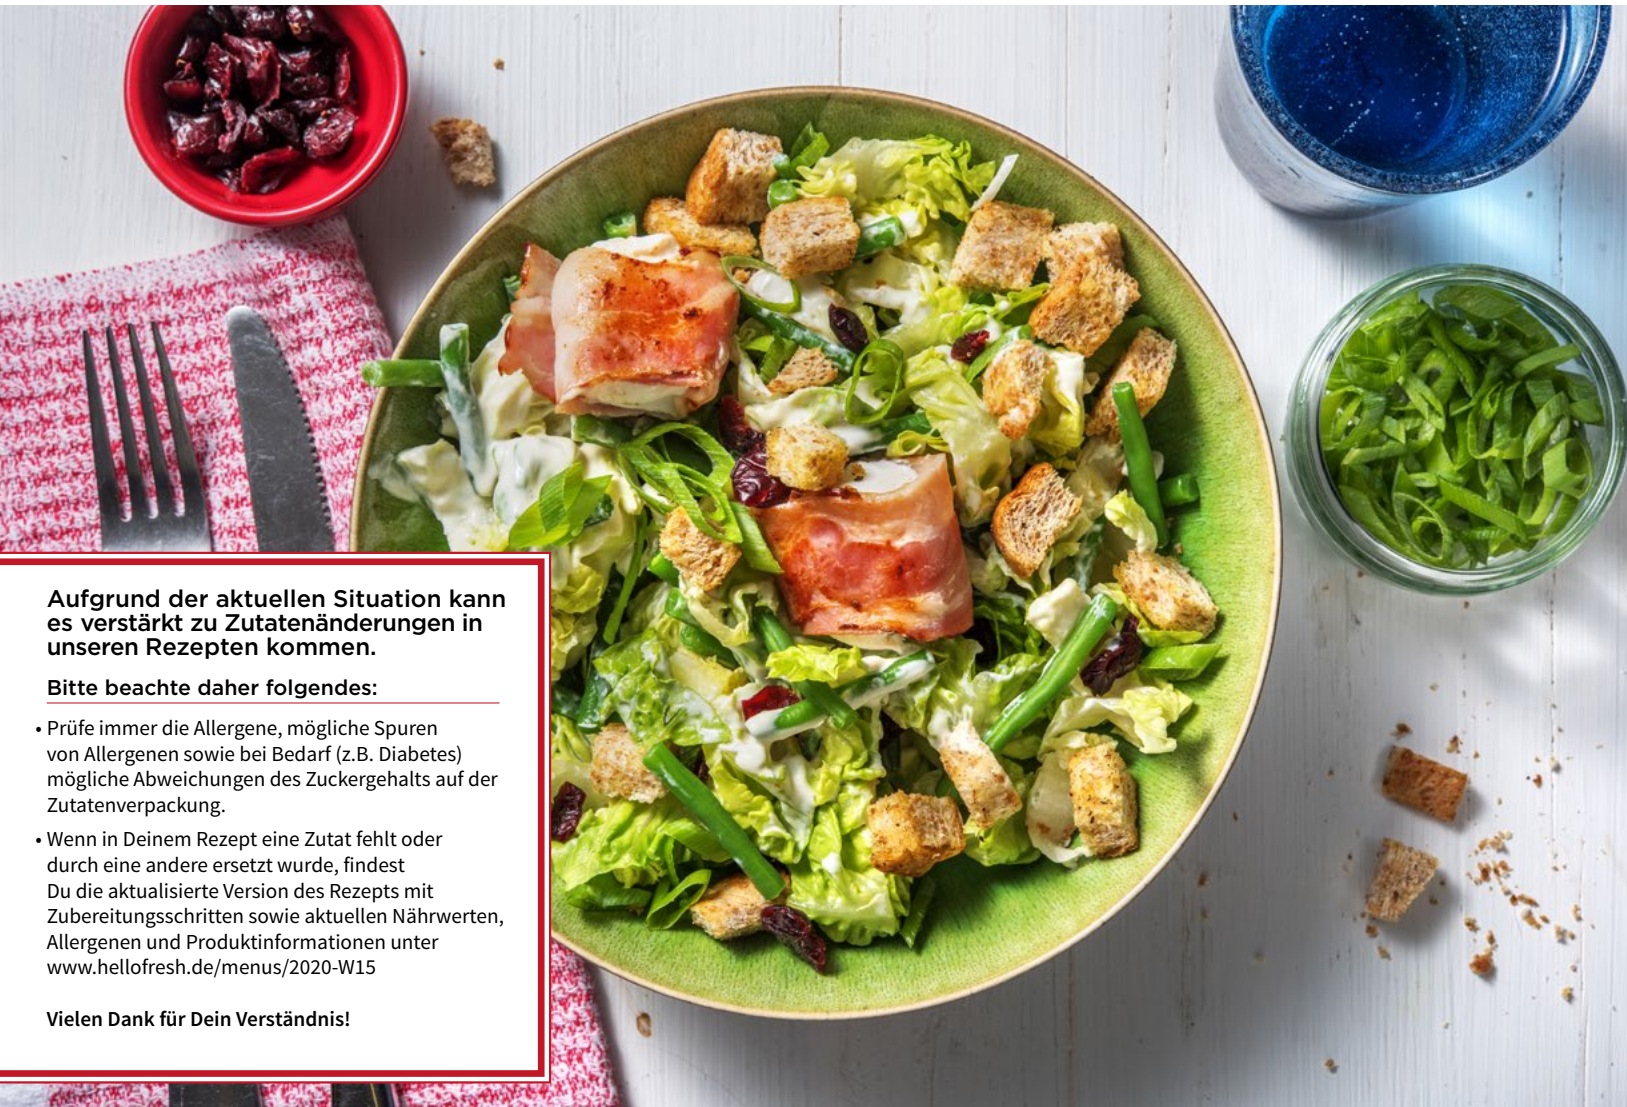 Aufgrund der aktuellen Situation kann
es verstärkt zu Zutatenänderungen in
unseren Rezepten kommen.
Bitte beachte daher folgendes:
• Prüfe immer die Allergene, mögliche Spuren
von Allergenen sowie bei Bedarf (z.B. Diabetes)
mögliche Abweichungen des Zuckergehalts auf der
Zutatenverpackung.
• Wenn in Deinem Rezept eine Zutat fehlt oder
durch eine andere ersetzt wurde, findest
Du die aktualisierte Version des Rezepts mit
Zubereitungsschritten sowie aktuellen Nährwerten,
Allergenen und Produktinformationen unter
www.hellofresh.de/menus/2020-W15
Vielen Dank für Dein Verständnis!